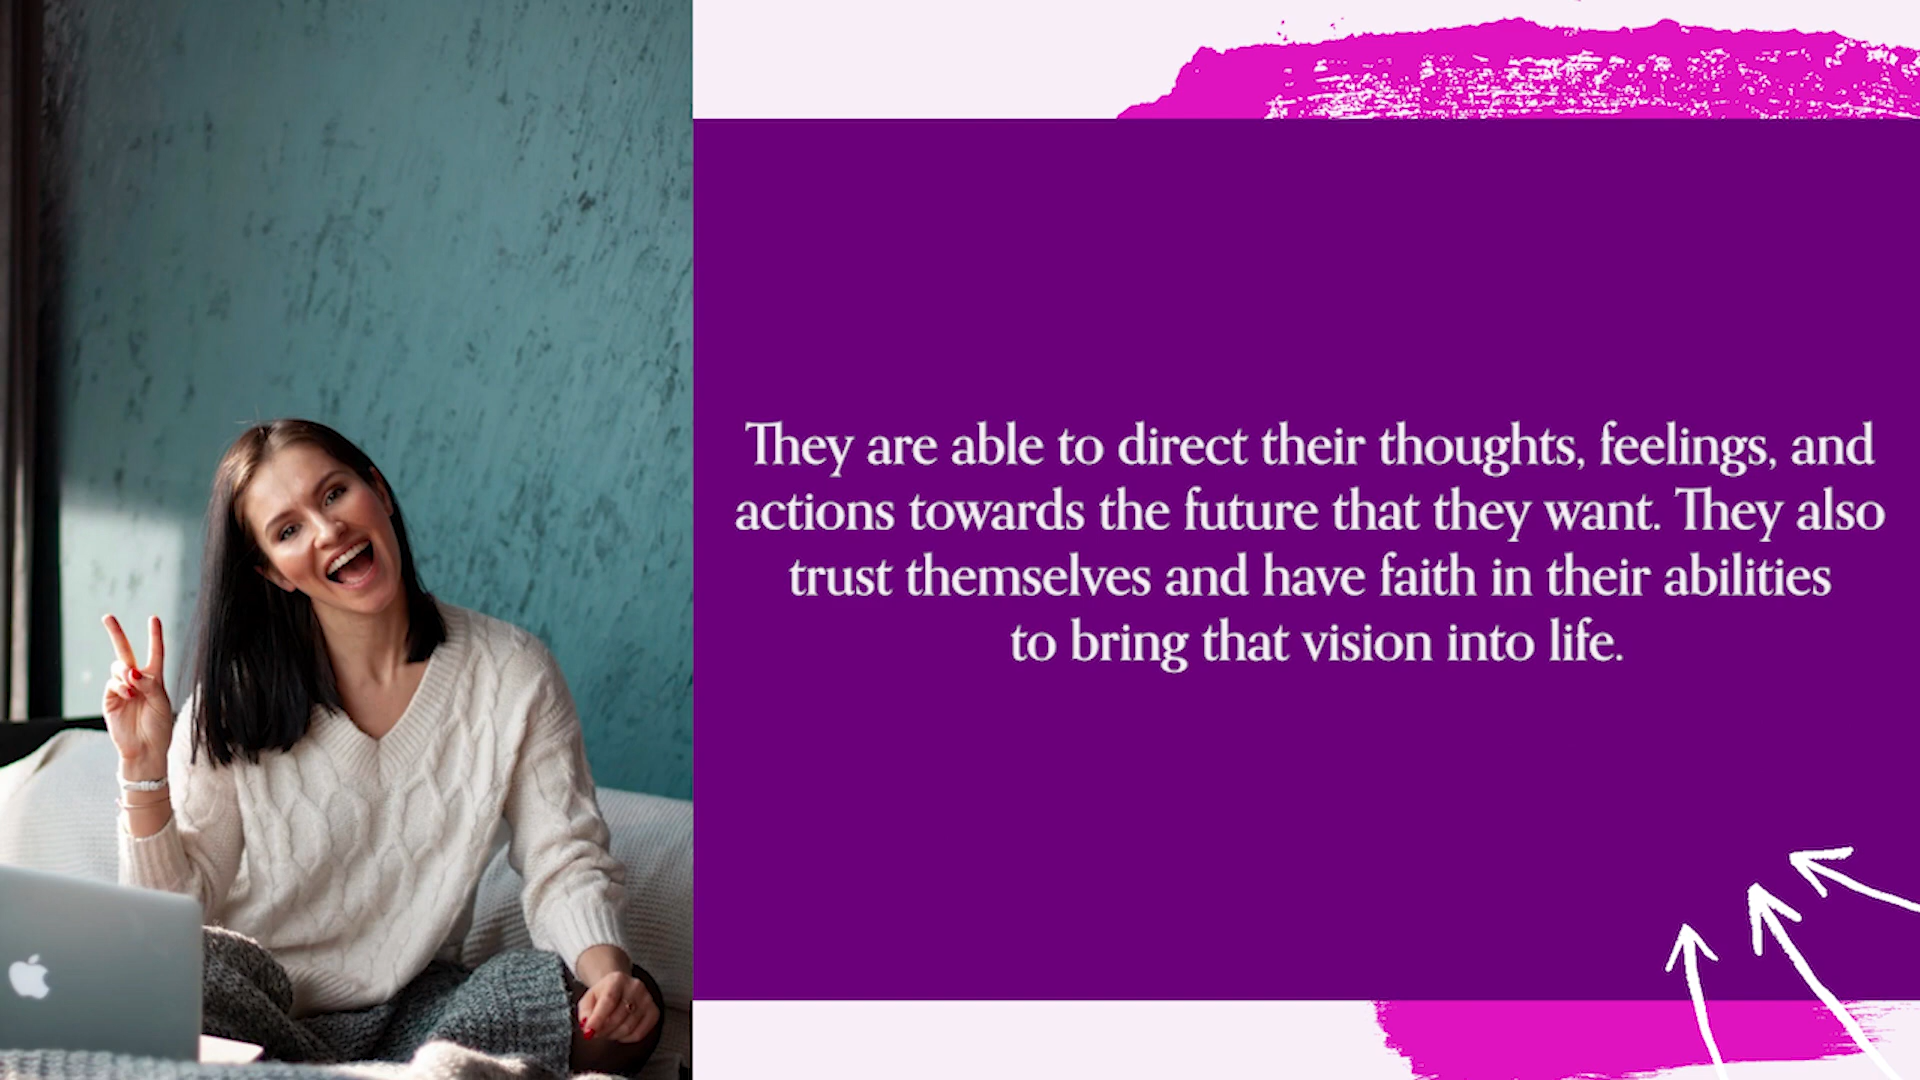 They are able to direct their thoughts, feelings, and
actions towards the future that they want. They also
trust themselves and have faith in their abilities
to bring that vision into life.